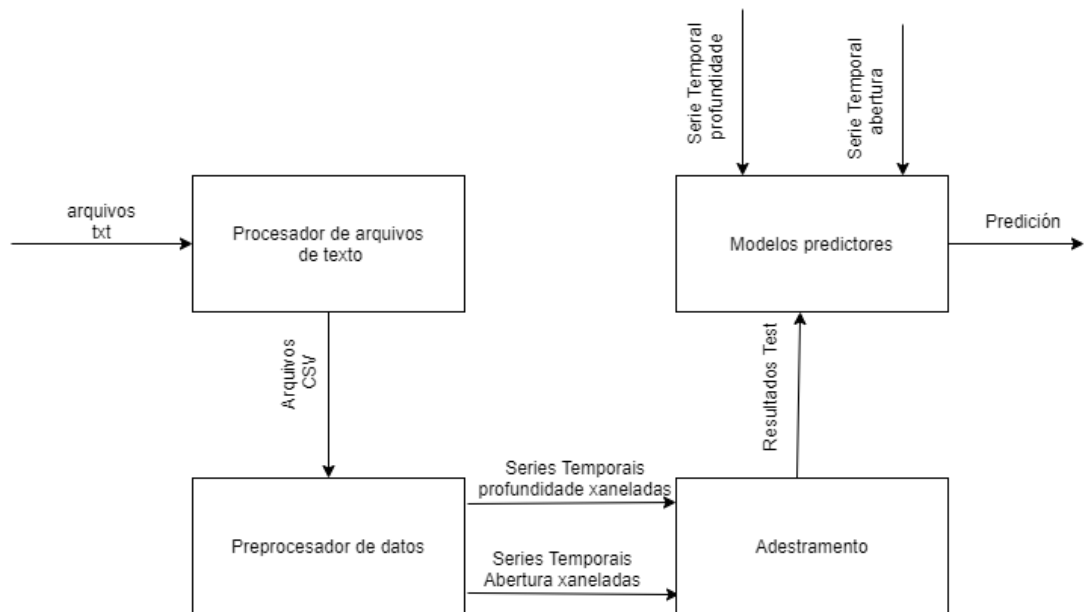 Serie Temporal
profundidade
Serie Temporal
abertura
arquivos
txt
Procesador de arquivos
de texto
Modelos predictores
Predición
Arquivos
CSV
Resultados Test
Series Temporais
profundidade xaneladas
Preprocesador de datos
Series Temporais
Abertura xaneladas
Adestramento